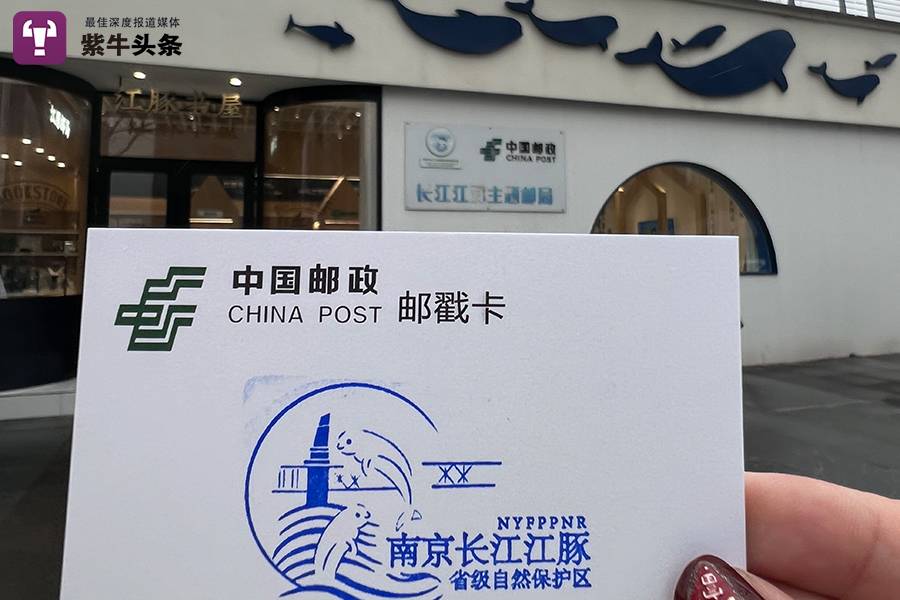 最佳深度报道媒体
紫牛头条
江豚书屋
BOOKSTORE
中国邮政
CHINA POST
长江江豚主题邮局
中国邮政
CHINA POST 邮戳卡
NYFPPNR
南京长江江豚
省级自然保护区